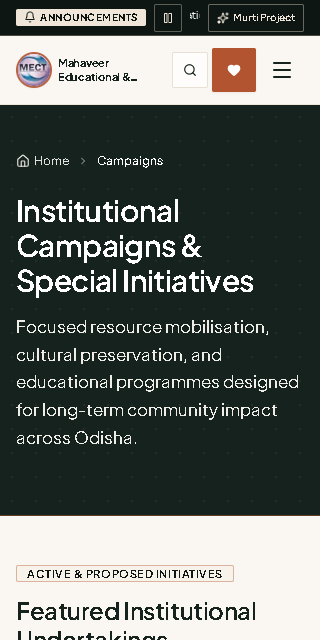 ANNOUNCEMENTS
Murti Project
MECT
Mahaveer
Educational &...
Home > Campaigns
Institutional
Campaigns &
Special Initiatives
Focused resource mobilisation,
cultural preservation, and
educational programmes designed
for long-term community impact
across Odisha.
ACTIVE & PROPOSED INITIATIVES
Featured Institutional
Undertakings